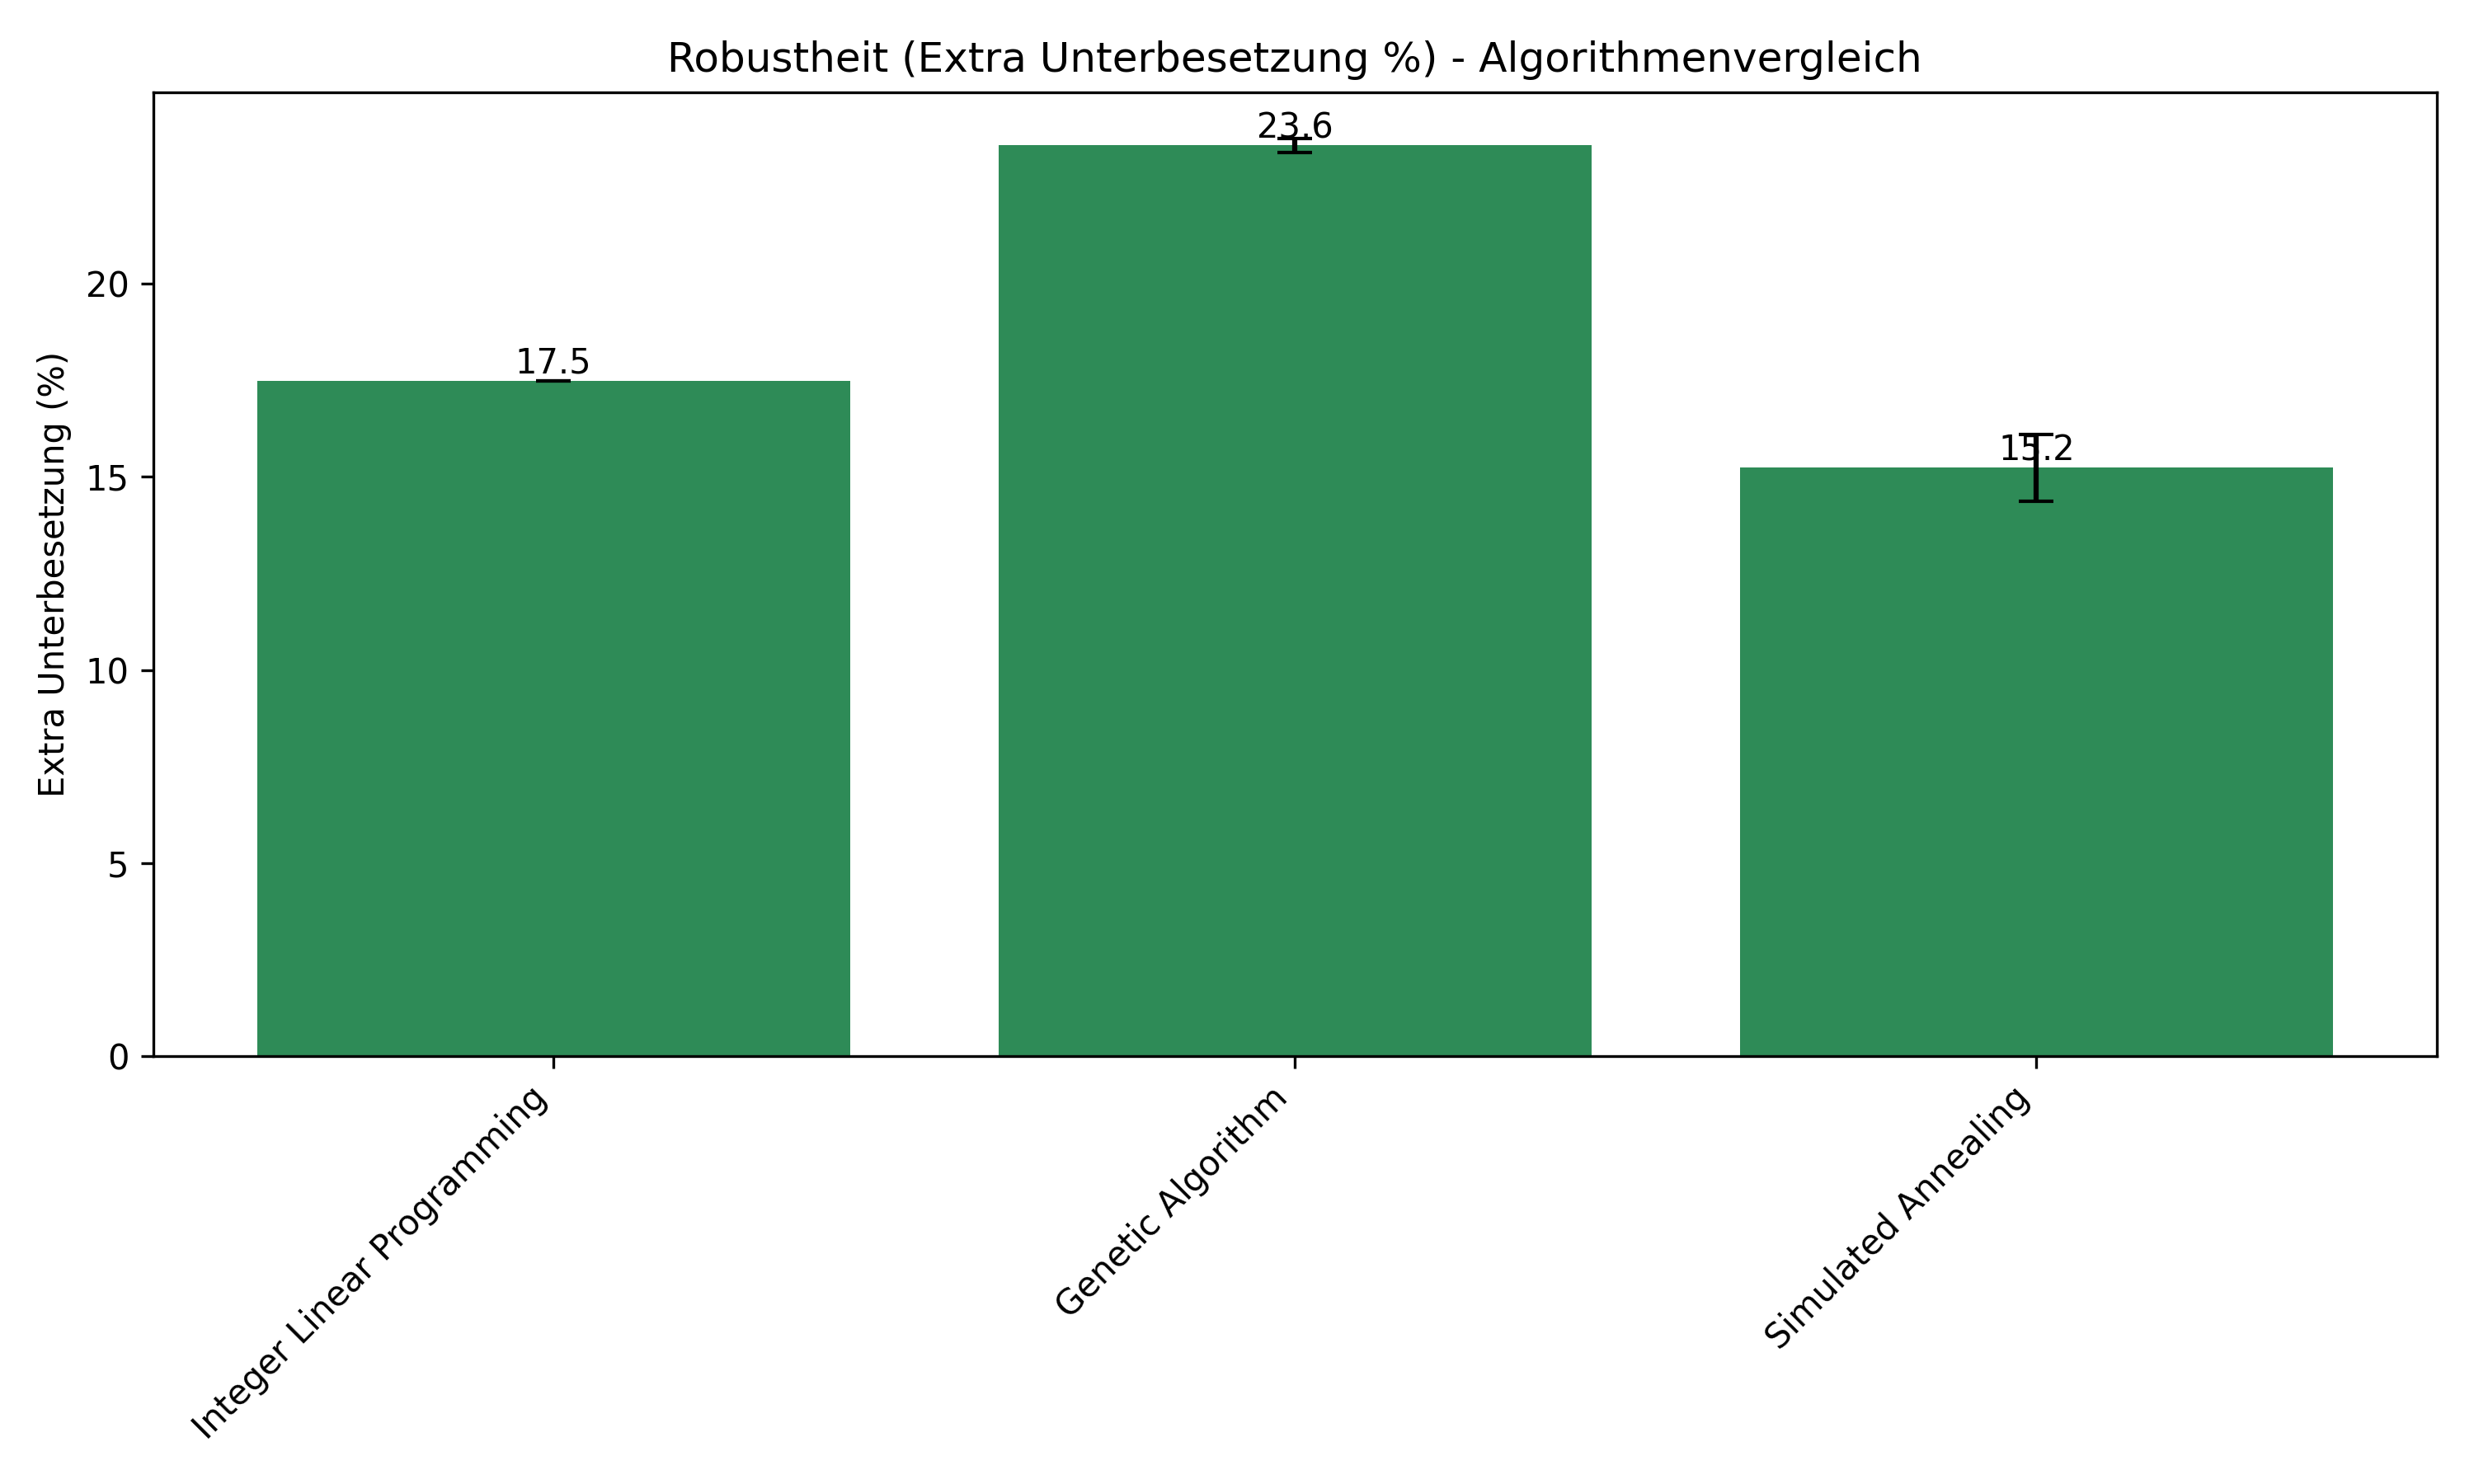 Robustheit (Extra Unterbesetzung %) - Algorithmenvergleich
Extra Unterbesetzung (%)
20
15
10
5
0
17.5
23.6
15.2
Integer Linear Programming
Genetic Algorithm
Simulated Annealing